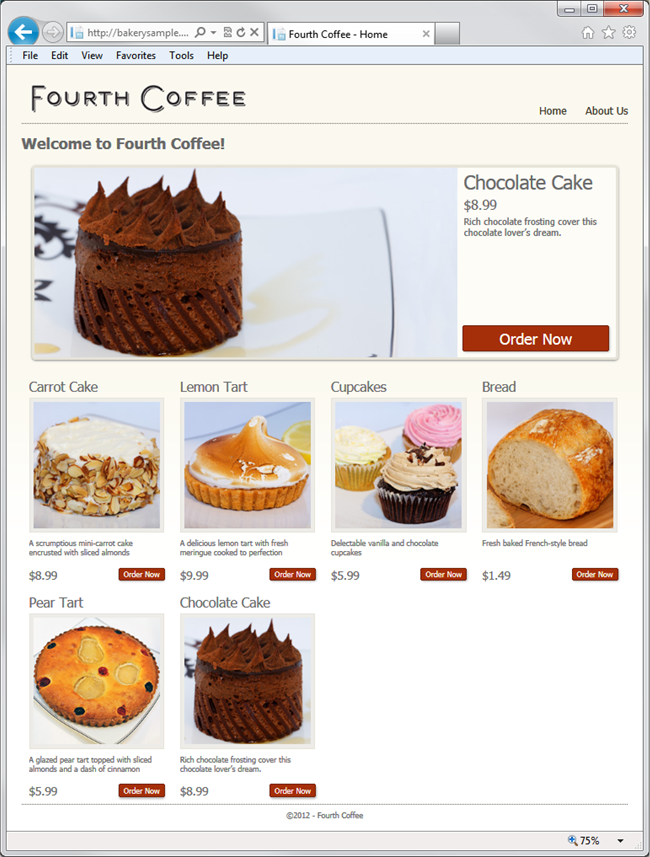 http://bakerysample....
Fourth Coffee - Home
File Edit View Favorites Tools Help
Fourth Coffee
Home About Us
Welcome to Fourth Coffee!
Chocolate Cake
$8.99
Rich chocolate frosting cover this
chocolate lover's dream.
Order Now
Carrot Cake
Lemon Tart
Cupcakes
Bread
A scrumptious mini-carrot cake
encrusted with sliced almonds
A delicious lemon tart with fresh
meringue cooked to perfection
Delectable vanilla and chocolate
cupcakes
Fresh baked French-style bread
$8.99 Order Now
$9.99 Order Now
$5.99 Order Now
$1.49 Order Now
Pear Tart
Chocolate Cake
A glazed pear tart topped with sliced
almonds and a dash of cinnamon
Rich chocolate frosting cover this
chocolate lover's dream.
$5.99 Order Now
$8.99 Order Now
©2012 - Fourth Coffee
75%